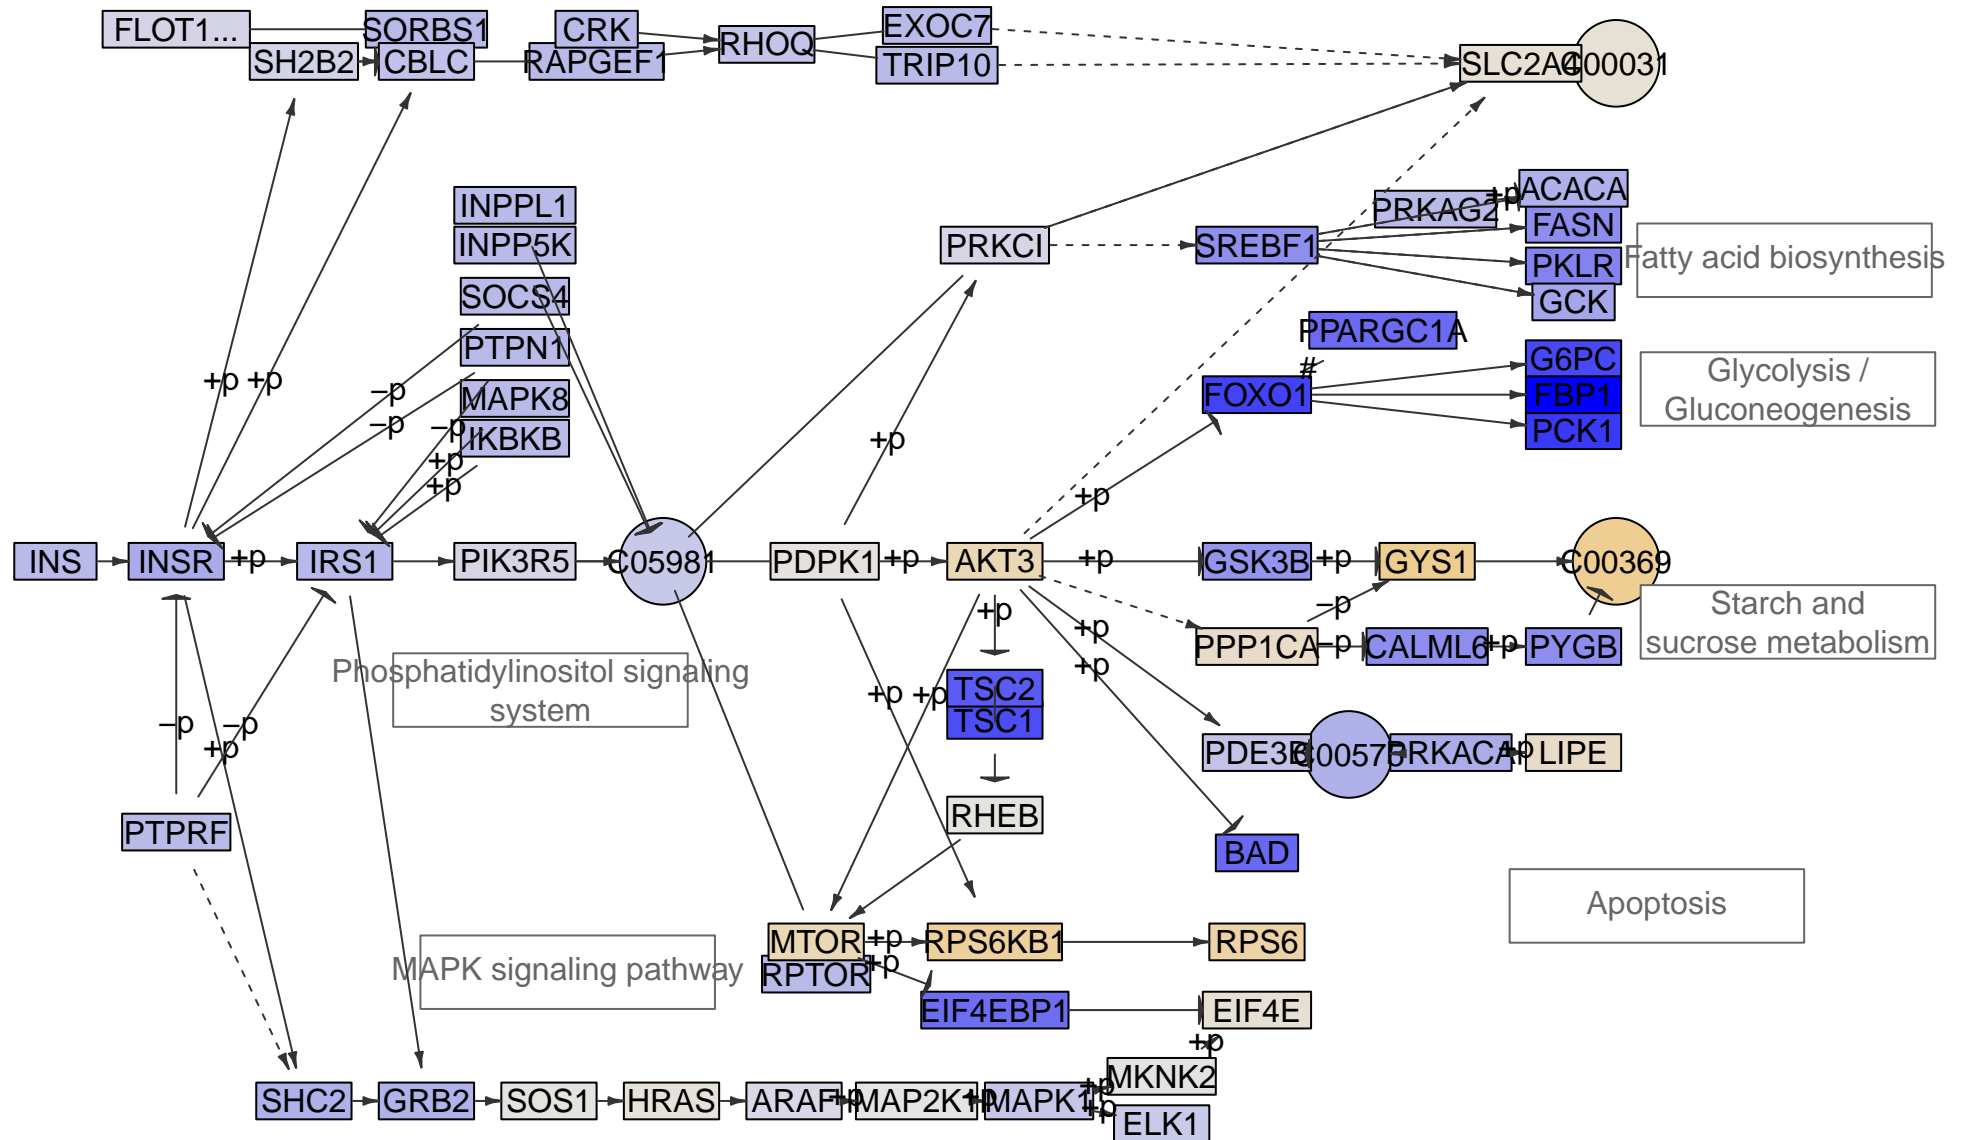 FLOT1...
SORBS1
CRK
EXOC7
RHOQ
SH2B2
CBLC
RAPGEF1
TRIP10
SLC2A4
C00031
INPPL1
INPP5K
SOCS4
PTPN1
MAPK8
IKBKB
PRKCI
SREBF1
PRKAG2
+p
ACACA
FASN
PKLR
GCK
Fatty acid biosynthesis
PPARGC1A
#
FOXO1
G6PC
FBP1
PCK1
Glycolysis /
Gluconeogenesis
+p
+p
−p
−p
−p
+p
+p
+p
+p
INS
INSR
+p
IRS1
PIK3R5
C05981
PDPK1
+p
AKT3
+p
GSK3B
+p
GYS1
C00369
+p
+p
+p
−p
PPP1CA
−p
CALML6
+p
PYGB
Starch and
sucrose metabolism
Phosphatidylinositol signaling
system
−p
+p
−p
+p
+p
TSC2
TSC1
PDE3B
C00575
PRKACA
+p
LIPE
PTPRF
RHEB
BAD
Apoptosis
MAPK signaling pathway
MTOR
+p
RPTOR
+p
RPS6KB1
RPS6
EIF4EBP1
EIF4E
+p
SHC2
GRB2
SOS1
HRAS
ARAF
+p
MAP2K1
+p
MAPK1
+p
+p
MKNK2
ELK1